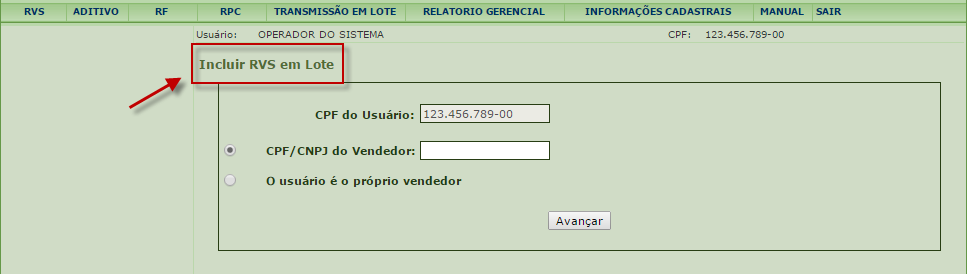 RVS ADITIVO RF RPC TRANSMISSÃO EM LOTE RELATORIO GERENCIAL INFORMAÇÕES CADASTRAIS MANUAL SAIR
Usuário: OPERADOR DO SISTEMA CPF: 123.456.789-00
Incluir RVS em Lote
CPF do Usuário: 123.456.789-00
CPF/CNPJ do Vendedor:
O usuário é o próprio vendedor
Avançar